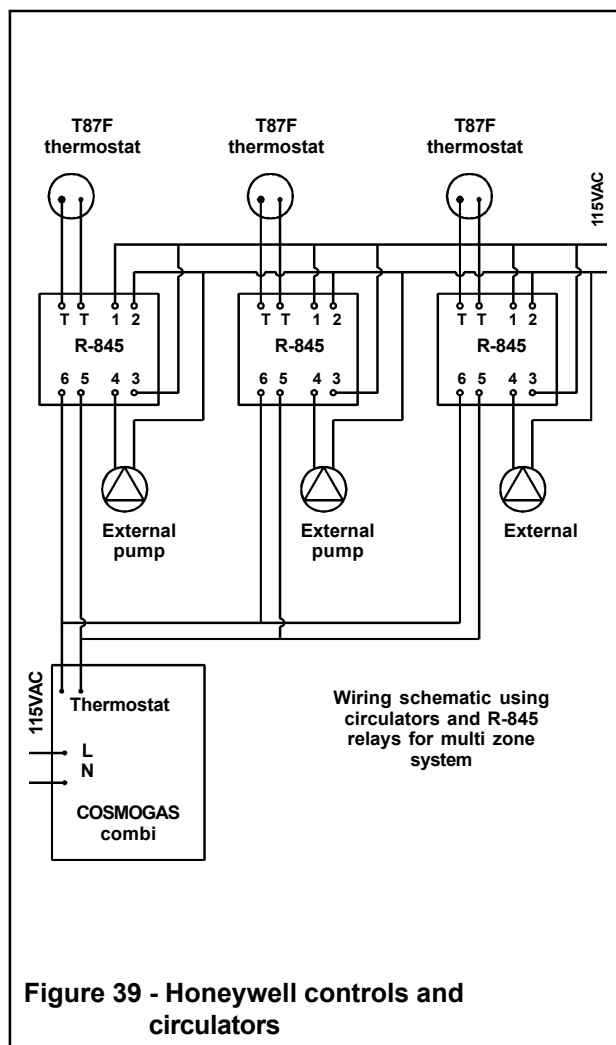 T87F
thermostat
T87F
thermostat
T87F
thermostat
115VAC
T T 1 2
R-845
6 5 4 3
T T 1 2
R-845
6 5 4 3
T T 1 2
R-845
6 5 4 3
External
pump
External
pump
External
115VAC
Thermostat
L
N
COSMOGAS
combi
Wiring schematic using
circulators and R-845
relays for multi zone
system
Figure 39 - Honeywell controls and
circulators